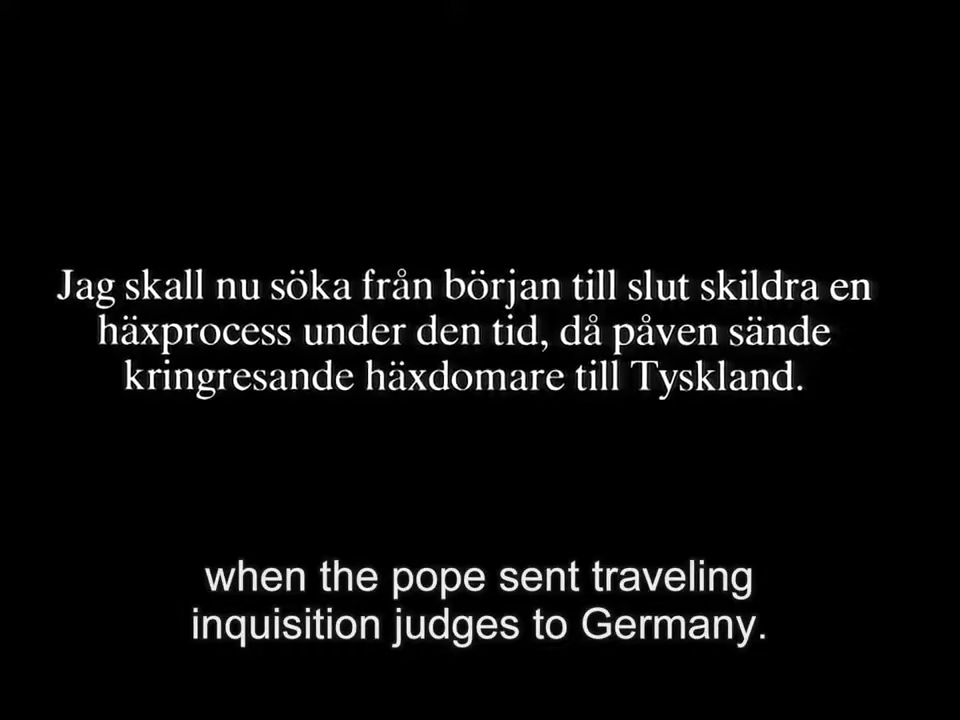 Jag skall nu söka från början till slut skildra en
häxprocess under den tid, då påven sände
kringresande häxdomare till Tyskland.
when the pope sent traveling
inquisition judges to Germany.